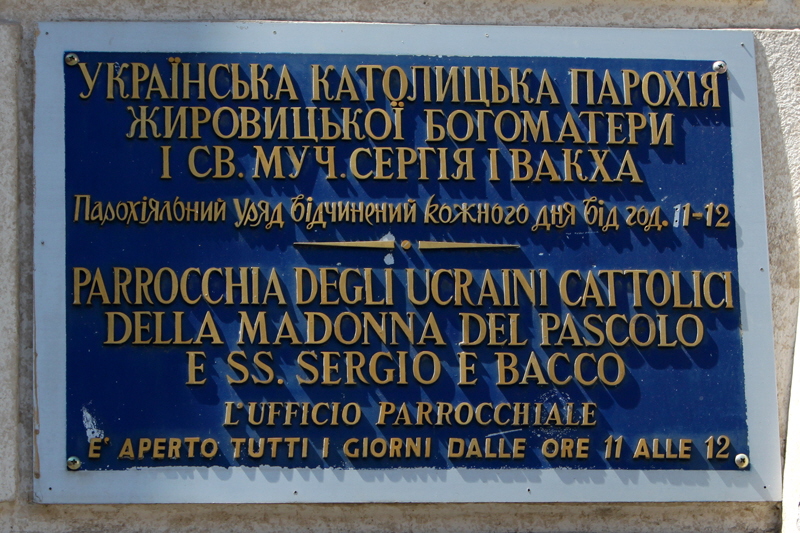 УКРАЇНСЬКА КАТОЛИЦЬКА ПАРОХІЯ
ЖИРОВИЦЬКОЇ БОГОМАТЕРИ
І СВ. МУЧ. СЕРГІЯ І ВАКХА
Парохіяльний уряд відчинений кожного дня від год. 11-12
PARROCCHIA DEGLI UCRAINI CATTOLICI
DELLA MADONNA DEL PASCOLO
E SS. SERGIO E BACCO
L'UFFICIO PARROCCHIALE
E' APERTO TUTTI I GIORNI DALLE ORE 11 ALLE 12